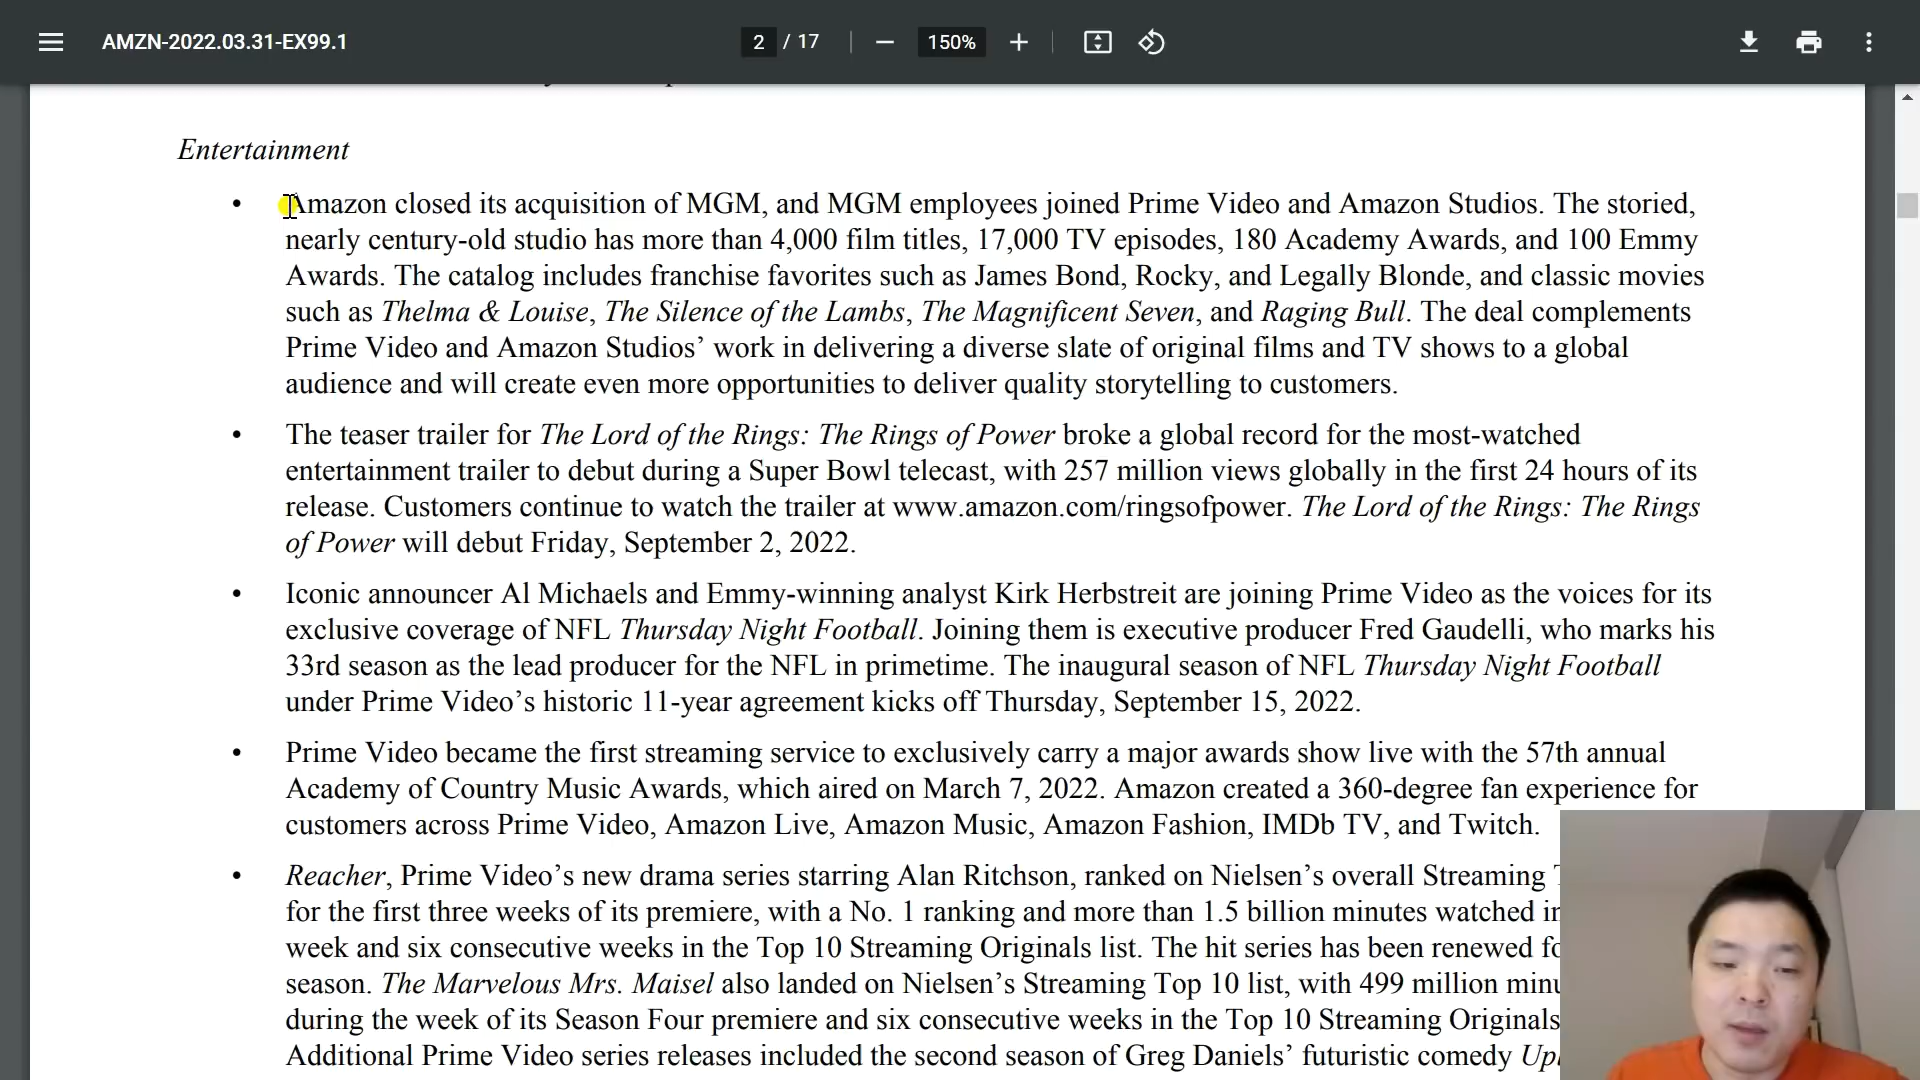 AMZN-2022.03.31-EX99.1
2 / 17
150%
Entertainment
• Amazon closed its acquisition of MGM, and MGM employees joined Prime Video and Amazon Studios. The storied,
nearly century-old studio has more than 4,000 film titles, 17,000 TV episodes, 180 Academy Awards, and 100 Emmy
Awards. The catalog includes franchise favorites such as James Bond, Rocky, and Legally Blonde, and classic movies
such as Thelma & Louise, The Silence of the Lambs, The Magnificent Seven, and Raging Bull. The deal complements
Prime Video and Amazon Studios’ work in delivering a diverse slate of original films and TV shows to a global
audience and will create even more opportunities to deliver quality storytelling to customers.
• The teaser trailer for The Lord of the Rings: The Rings of Power broke a global record for the most-watched
entertainment trailer to debut during a Super Bowl telecast, with 257 million views globally in the first 24 hours of its
release. Customers continue to watch the trailer at www.amazon.com/ringsofpower. The Lord of the Rings: The Rings
of Power will debut Friday, September 2, 2022.
• Iconic announcer Al Michaels and Emmy-winning analyst Kirk Herbstreit are joining Prime Video as the voices for its
exclusive coverage of NFL Thursday Night Football. Joining them is executive producer Fred Gaudelli, who marks his
33rd season as the lead producer for the NFL in primetime. The inaugural season of NFL Thursday Night Football
under Prime Video’s historic 11-year agreement kicks off Thursday, September 15, 2022.
• Prime Video became the first streaming service to exclusively carry a major awards show live with the 57th annual
Academy of Country Music Awards, which aired on March 7, 2022. Amazon created a 360-degree fan experience for
customers across Prime Video, Amazon Live, Amazon Music, Amazon Fashion, IMDb TV, and Twitch.
• Reacher, Prime Video’s new drama series starring Alan Ritchson, ranked on Nielsen’s overall Streaming
for the first three weeks of its premiere, with a No. 1 ranking and more than 1.5 billion minutes watched
week and six consecutive weeks in the Top 10 Streaming Originals list. The hit series has been renewed
season. The Marvelous Mrs. Maisel also landed on Nielsen’s Streaming Top 10 list, with 499 million
during the week of its Season Four premiere and six consecutive weeks in the Top 10 Streaming Originals
Additional Prime Video series releases included the second season of Greg Daniels’ futuristic comedy